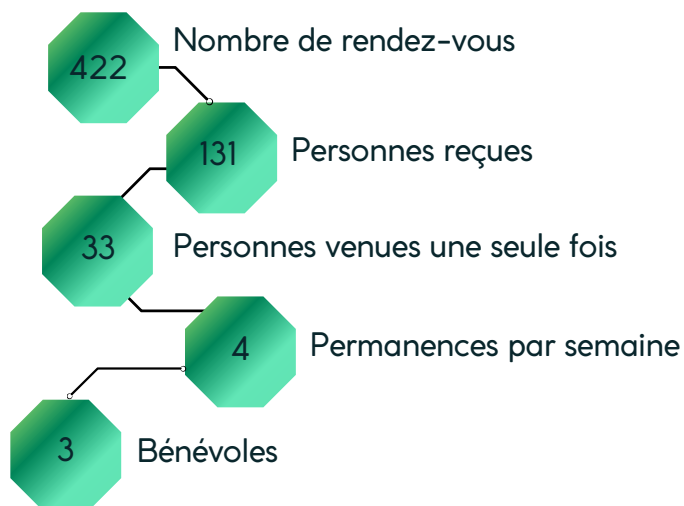 422
Nombre de rendez-vous
131
Personnes reçues
33
Personnes venues une seule fois
4
Permanences par semaine
3
Bénévoles